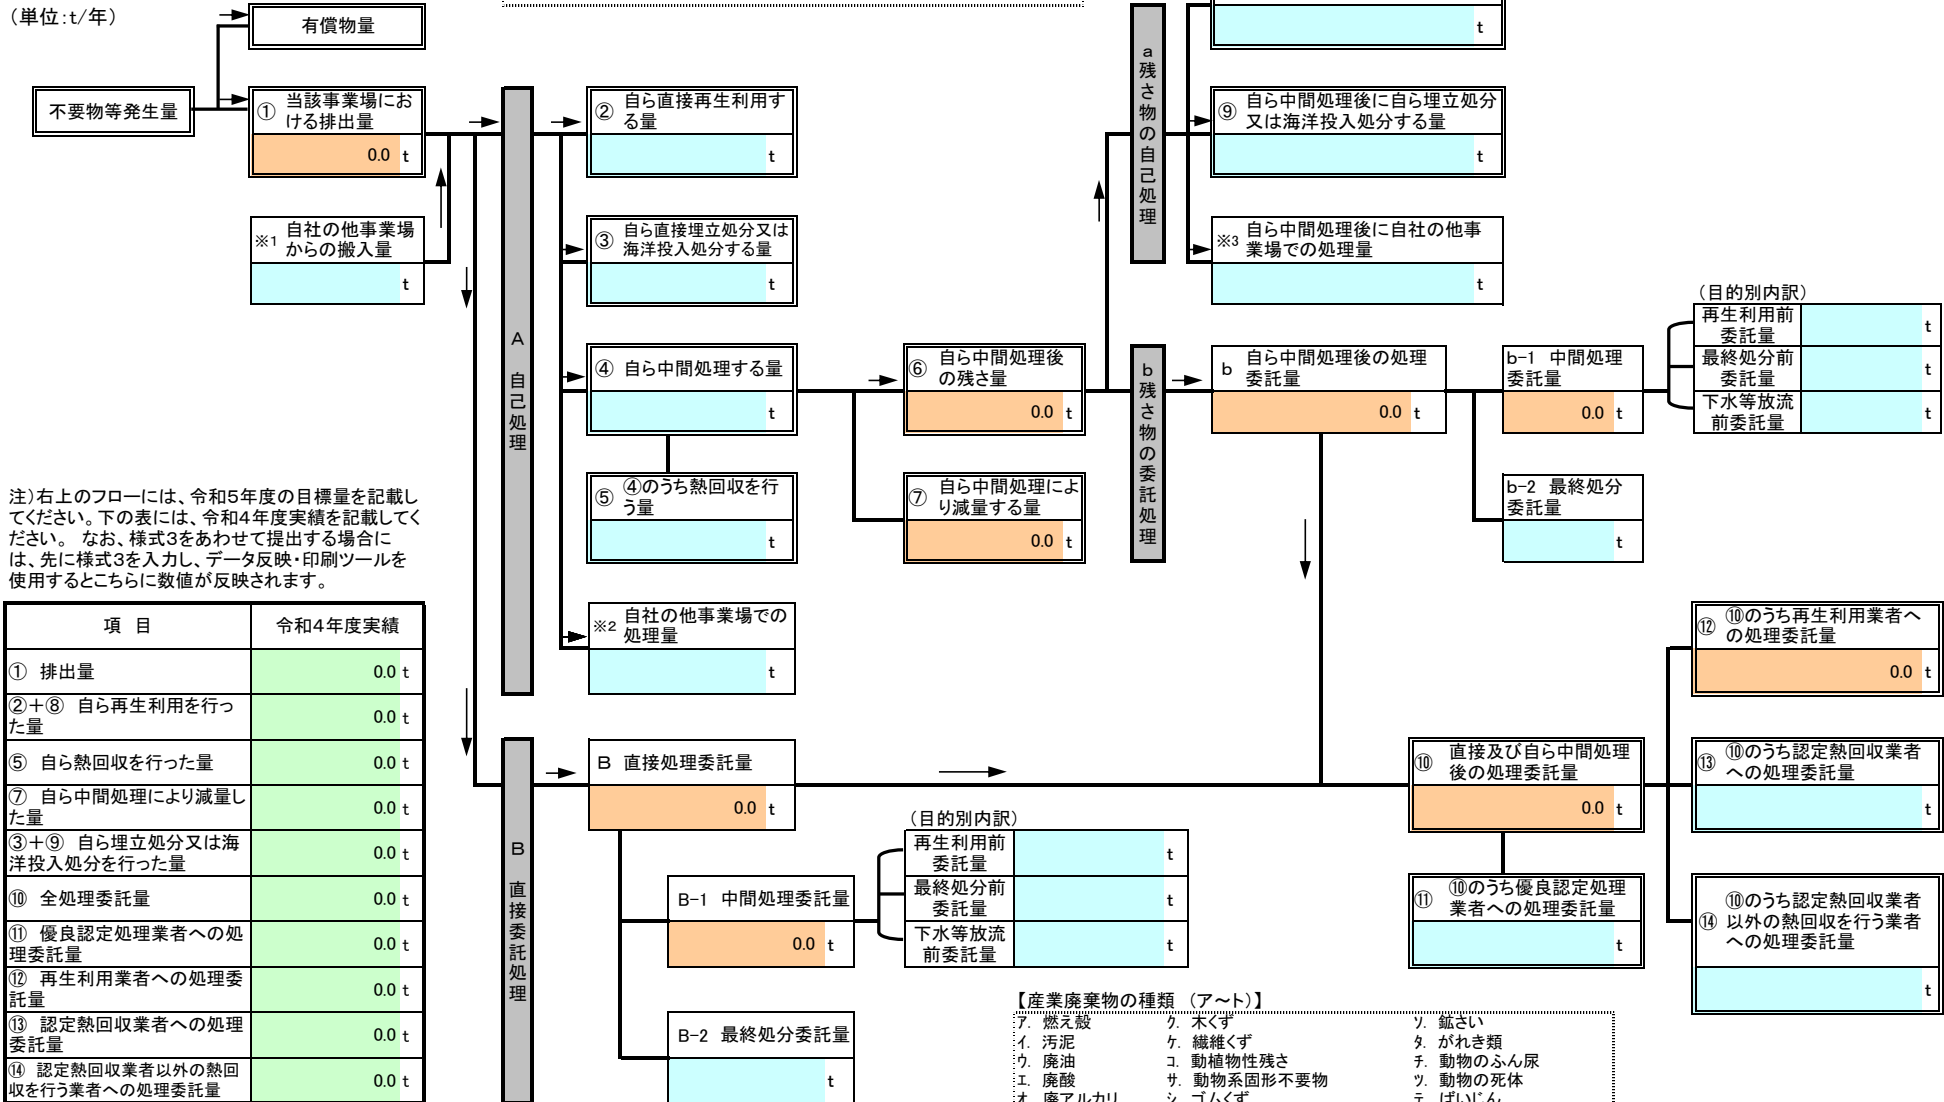 （単位：t/年）
有償物量
不要物等発生量
① 当該事業場にお
ける排出量
0.0 t
※1 自社の他事業場
からの搬入量
t
A 自己処理
② 自ら直接再生利用す
る量
t
③ 自ら直接埋立処分又は
海洋投入処分する量
t
④ 自ら中間処理する量
t
⑤ ④のうち熱回収を行
う量
t
※2 自社の他事業場での
処理量
t
⑥ 自ら中間処理後
の残さ量
0.0 t
⑦ 自ら中間処理によ
り減量する量
0.0 t
a残さ物の自己処理
t
⑨ 自ら中間処理後に自ら埋立処分
又は海洋投入処分する量
t
※3 自ら中間処理後に自社の他事
業場での処理量
t
b残さ物の委託処理
b 自ら中間処理後の処理
委託量
0.0 t
b-1 中間処理
委託量
0.0 t
（目的別内訳）
再生利用前
委託量
t
最終処分前
委託量
t
下水等放流
前委託量
t
b-2 最終処分
委託量
t
注）右上のフローには、令和5年度の目標量を記載し
てください。下の表には、令和4年度実績を記載してく
ださい。 なお、様式3をあわせて提出する場合に
は、先に様式3を入力し、データ反映・印刷ツールを
使用するとこちらに数値が反映されます。
項 目 令和4年度実績
① 排出量 0.0 t
②＋⑧ 自ら再生利用を行っ
た量 0.0 t
⑤ 自ら熱回収を行った量 0.0 t
⑦ 自ら中間処理により減量し
た量 0.0 t
③＋⑨ 自ら埋立処分又は海
洋投入処分を行った量 0.0 t
⑩ 全処理委託量 0.0 t
⑪ 優良認定処理業者への処
理委託量 0.0 t
⑫ 再生利用業者への処理委
託量 0.0 t
⑬ 認定熱回収業者への処理
委託量 0.0 t
⑭ 認定熱回収業者以外の熱回
収を行う業者への処理委託量 0.0 t
B 直接委託処理
B 直接処理委託量
0.0 t
B-1 中間処理委託量
0.0 t
（目的別内訳）
再生利用前
委託量
t
最終処分前
委託量
t
下水等放流
前委託量
t
B-2 最終処分委託量
t
⑩ 直接及び自ら中間処理
後の処理委託量
0.0 t
⑪ ⑩のうち優良認定処理
業者への処理委託量
t
⑫ ⑩のうち再生利用業者へ
の処理委託量
0.0 t
⑬ ⑩のうち認定熱回収業者
への処理委託量
t
⑭ ⑩のうち認定熱回収業者
以外の熱回収を行う業者
への処理委託量
t
【産業廃棄物の種類 （ア～ト）】
ア. 燃え殻 ク. 木くず ソ. 鉱さい
イ. 汚泥 ケ. 繊維くず タ. がれき類
ウ. 廃油 コ. 動植物性残さ チ. 動物のふん尿
エ. 廃酸 サ. 動物系固形不要物 ツ. 動物の死体
オ. 廃アルカリ シ. ゴムくず テ. ばいじん